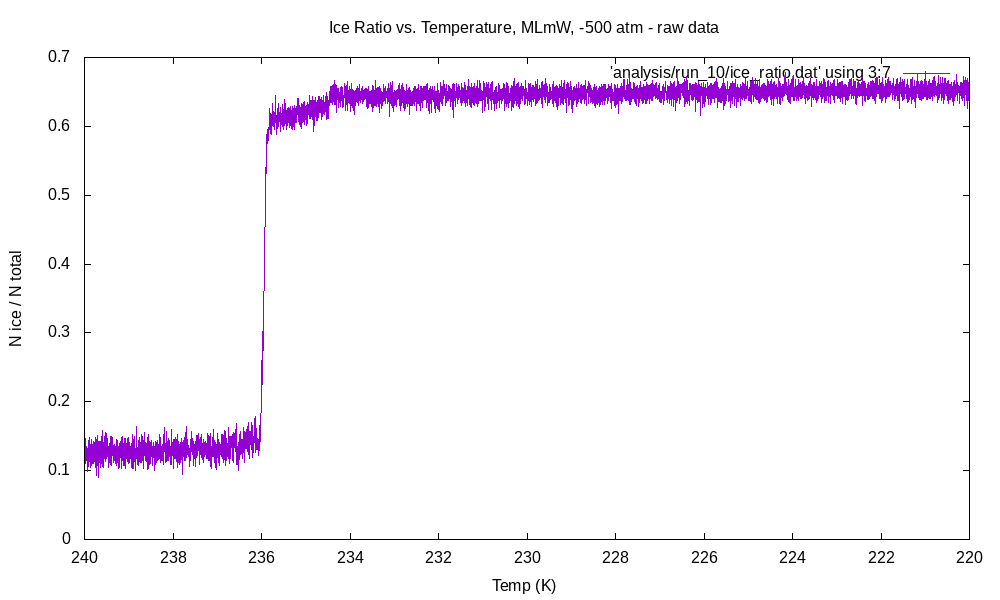 Ice Ratio vs. Temperature, MLmW, -500 atm - raw data
'analysis/run_10/ice_ratio.dat' using 3:7
N ice / N total
0.7
0.6
0.5
0.4
0.3
0.2
0.1
0
240 238 236 234 232 230 228 226 224 222 220
Temp (K)